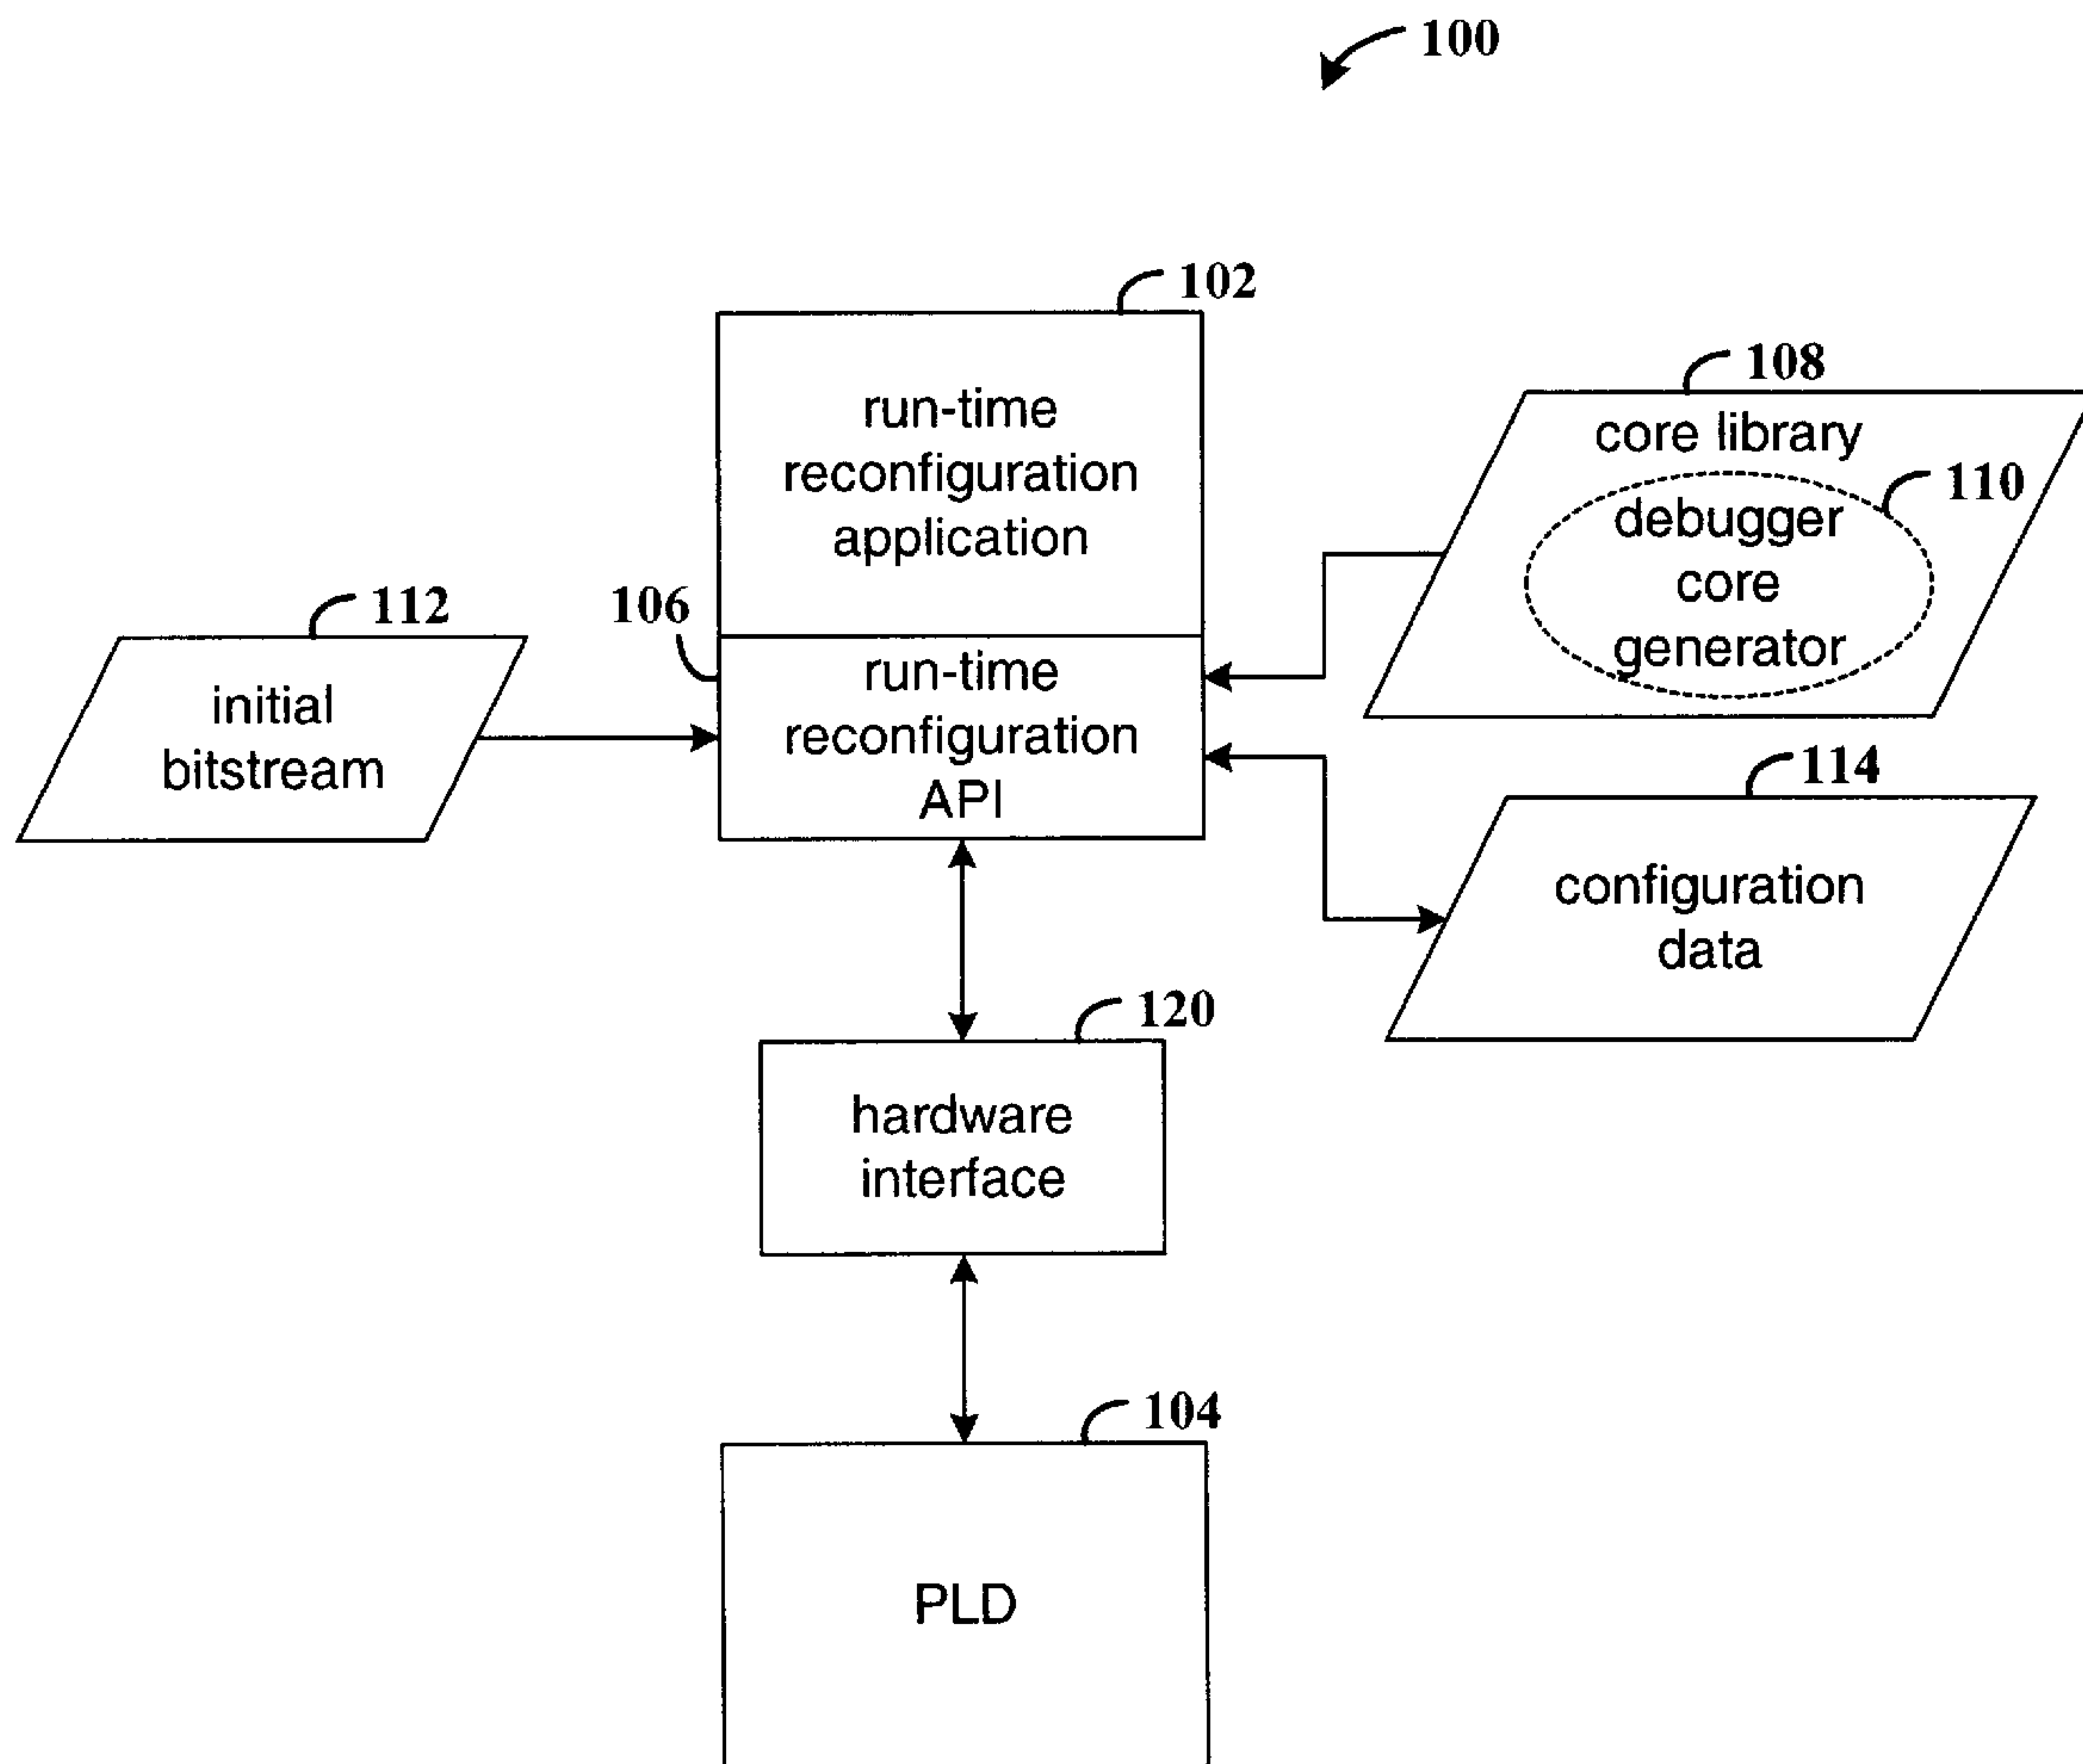 100
102
run-time
reconfiguration
application
108
core library
110
debugger
core
generator
112
initial
bitstream
106
run-time
reconfiguration
API
114
configuration
data
120
hardware
interface
104
PLD